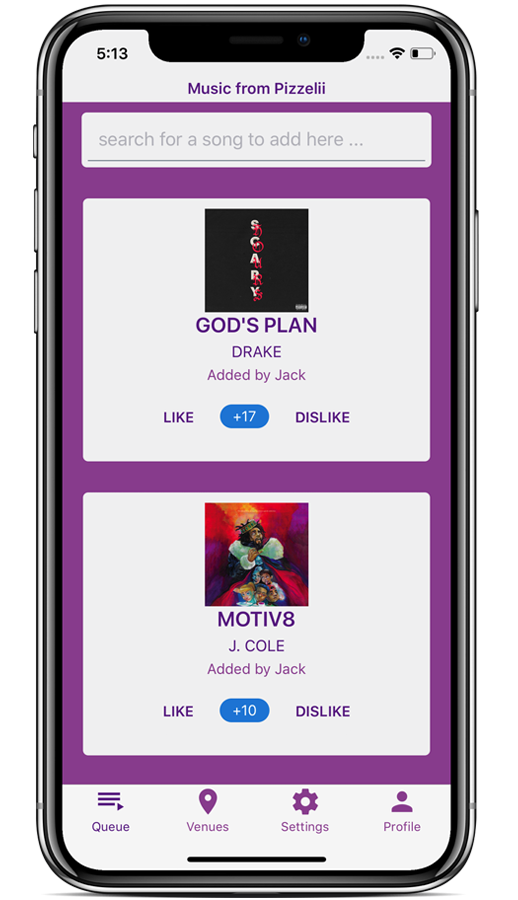 5:13
Music from Pizzelii
search for a song to add here ...
SCARY
GOD'S PLAN
DRAKE
Added by Jack
LIKE +17 DISLIKE
MOTIV8
J. COLE
Added by Jack
LIKE +10 DISLIKE
Queue Venues Settings Profile